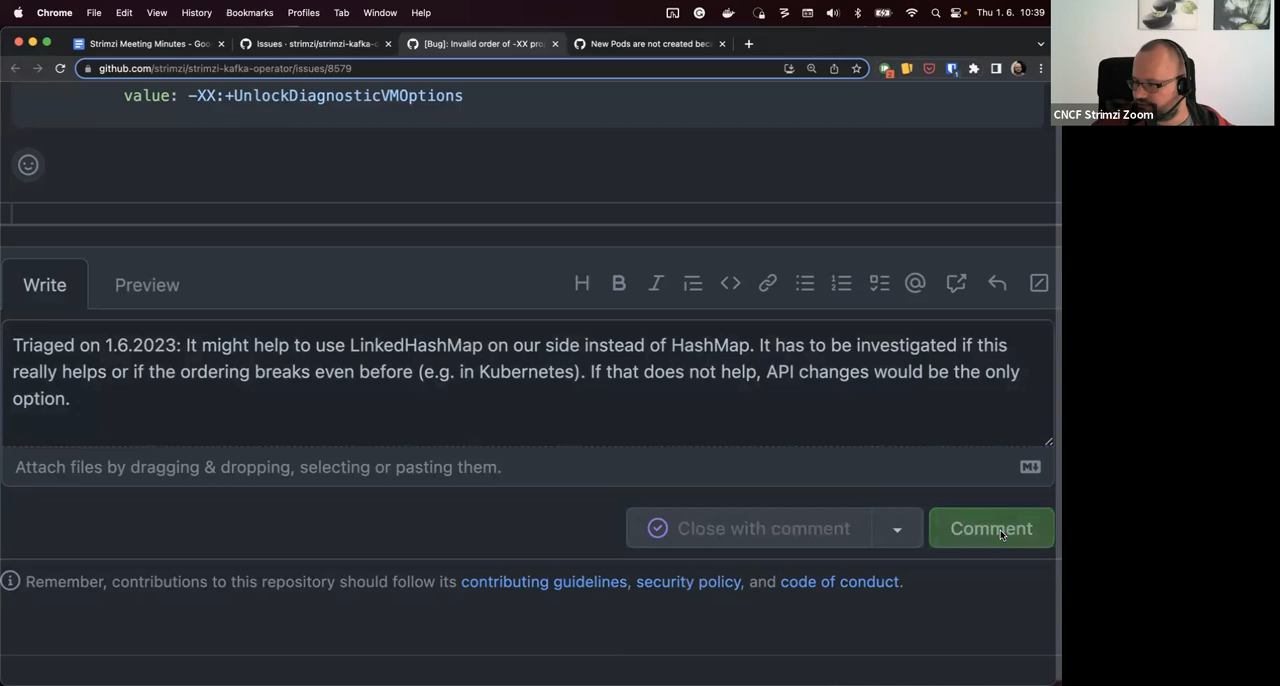 Chrome File Edit View History Bookmarks Profiles Tab Window Help
Thu 1. 6. 10:39
Strimzi Meeting Minutes - Goo
Issues · strimzi/strimzi-kafka-o
[Bug]: Invalid order of -XX pro
New Pods are not created bec
github.com/strimzi/strimzi-kafka-operator/issues/8579
CNCF Strimzi Zoom
value: -XX:+UnlockDiagnosticVMOptions
Write Preview
Triaged on 1.6.2023: It might help to use LinkedHashMap on our side instead of HashMap. It has to be investigated if this
really helps or if the ordering breaks even before (e.g. in Kubernetes). If that does not help, API changes would be the only
option.
Attach files by dragging & dropping, selecting or pasting them.
Close with comment Comment
Remember, contributions to this repository should follow its contributing guidelines, security policy, and code of conduct.